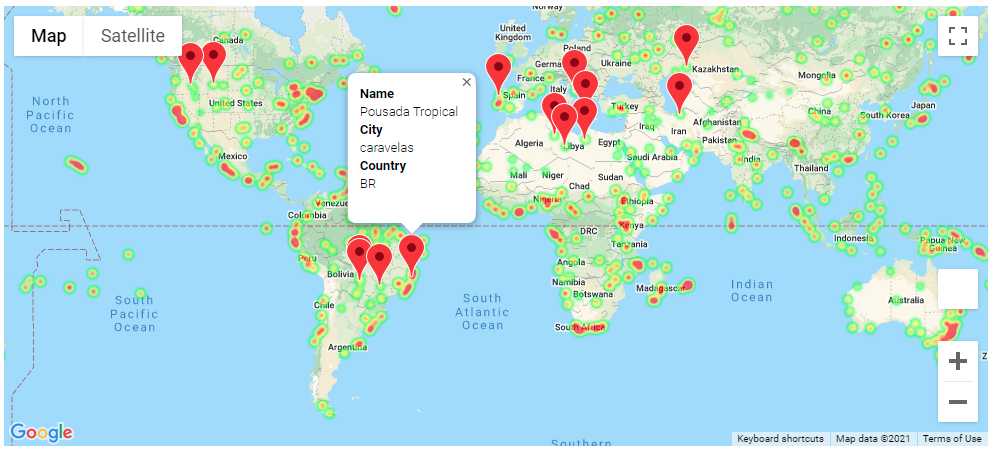 Map Satellite
Norway
Canada
United Kingdom
Poland
Germa
Ukraine
Kazakhstan
Mongolia
France
Italy
Spain
North Pacific Ocean
United States
Turkey
Japan
South Korea
China
Afghanistan
Iraq
Iran
Pakistan
Algeria
Libya
Egypt
Mexico
Saudi Arabia
India
Thailand
Mali
Niger
Sudan
Chad
Name
Pousada Tropical
City
caravelas
Country
BR
Venezuela
Colombia
Nigeria
Ethiopia
Kenya
DRC
Tanzania
Indonesia
Papua New Guinea
Peru
Bolivia
Angola
Namibia
Botswana
Madagascar
Indian Ocean
South Pacific Ocean
South Atlantic Ocean
Chile
South Africa
Australia
Argentina
Southern
Google
Keyboard shortcuts
Map data ©2021
Terms of Use